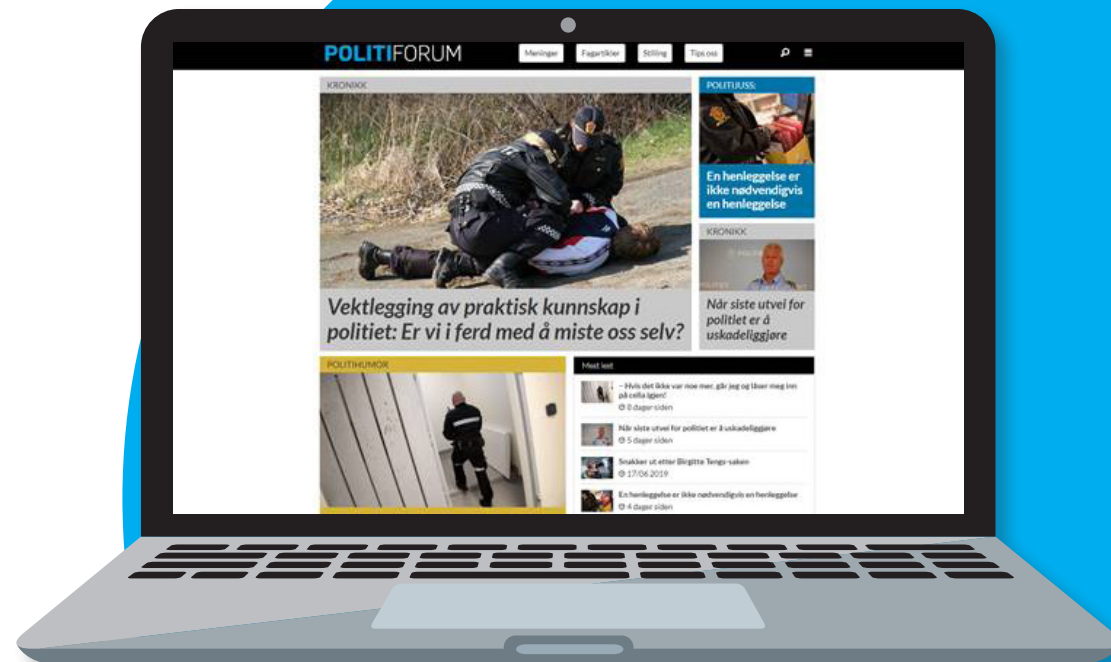 POLITIFORUM
Meninger
Fagartikler
Stilling
Tips oss
KRONIKK
Vektlegging av praktisk kunnskap i
politiet: Er vi i ferd med å miste oss selv?
POLITIJUSS:
En henleggelse er
ikke nødvendigvis
en henleggelse
KRONIKK
Når siste utvei for
politiet er å
uskadeliggjøre
POLITIHUMOR
Mest lest
– Hvis det ikke var noe mer, går jeg og låser meg inn
på cella igjen!
8 dager siden
Når siste utvei for politiet er å uskadeliggjøre
5 dager siden
Snakker ut etter Birgitte Tengs-saken
17/06 2019
En henleggelse er ikke nødvendigvis en henleggelse
4 dager siden